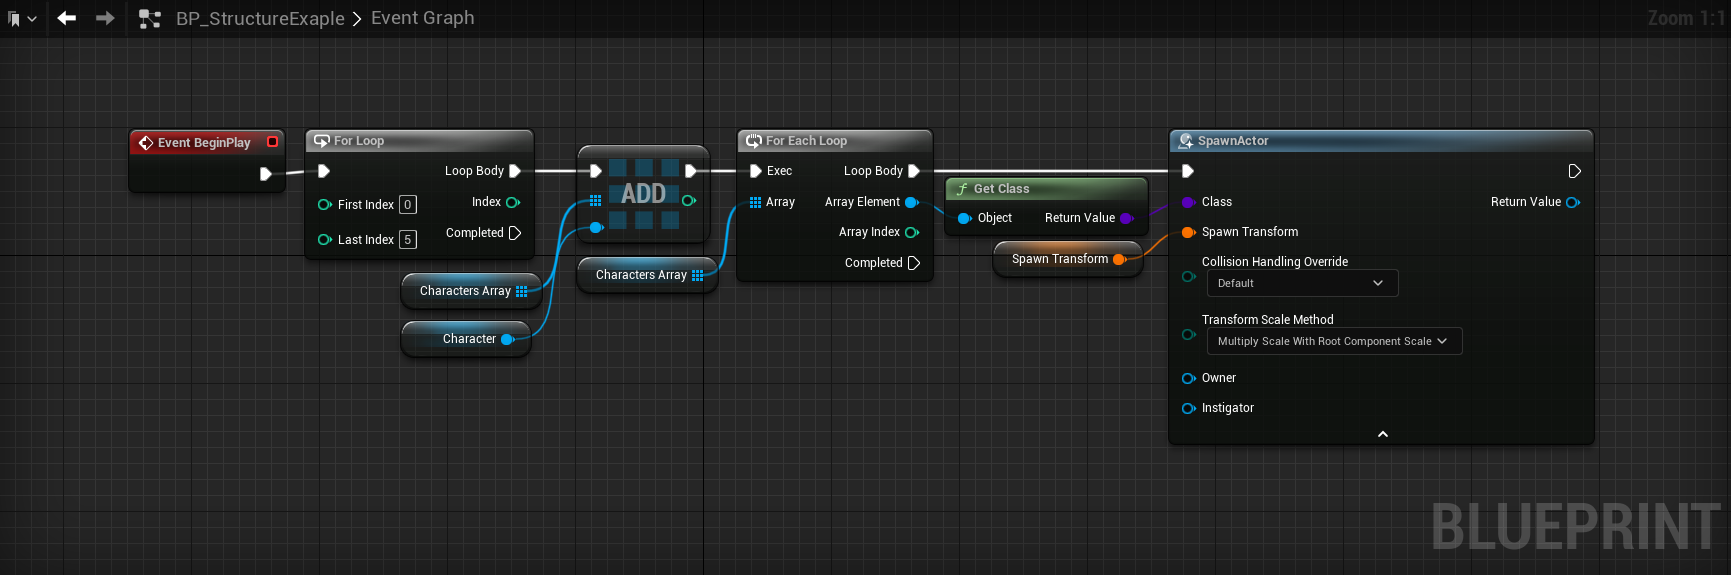 BP_StructureExaple > Event Graph
Zoom 1:1
Event BeginPlay
For Loop
Loop Body
First Index 0
Index
Last Index 5
Completed
Characters Array
Character
ADD
Characters Array
For Each Loop
Exec
Loop Body
Array
Array Element
Array Index
Completed
Get Class
Object
Return Value
Spawn Transform
SpawnActor
Class
Return Value
Spawn Transform
Collision Handling Override
Default
Transform Scale Method
Multiply Scale With Root Component Scale
Owner
Instigator
BLUEPRINT